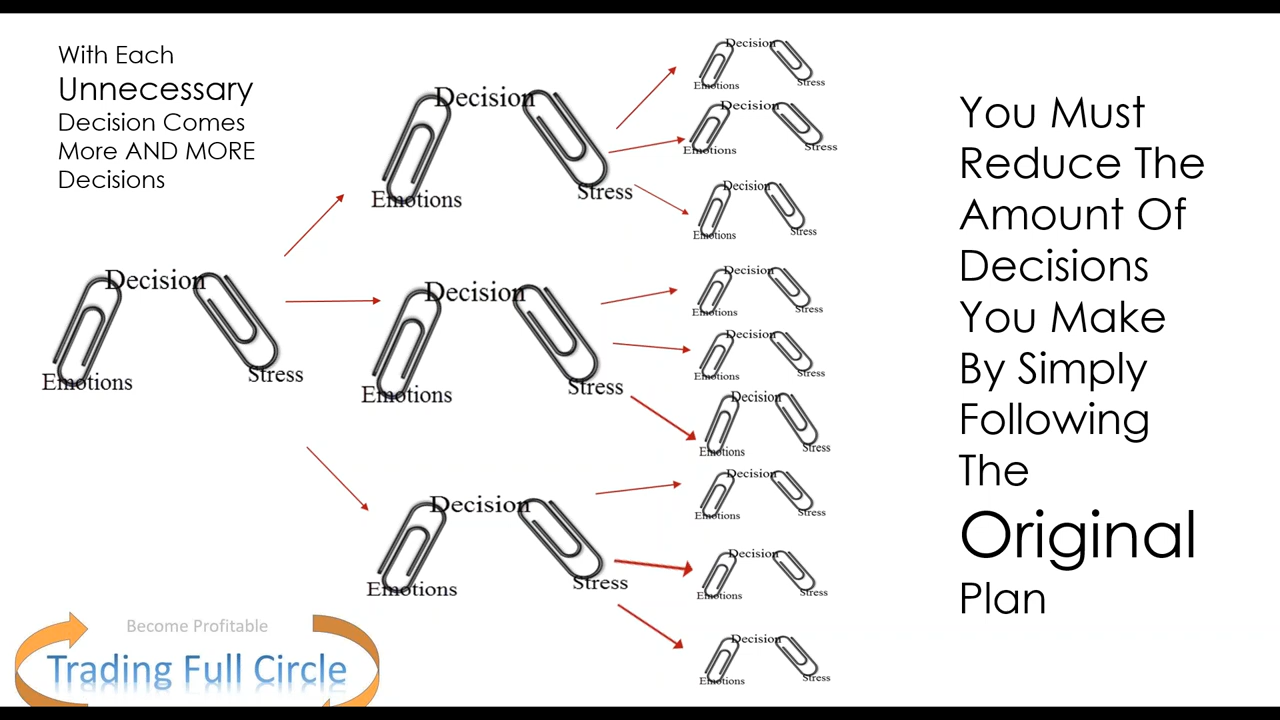 With Each
Unnecessary
Decision Comes
More AND MORE
Decisions
Decision
Emotions
Stress
Decision
Emotions
Stress
Decision
Emotions
Stress
Decision
Emotions
Stress
Decision
Emotions
Stress
Decision
Emotions
Stress
Decision
Emotions
Stress
Decision
Emotions
Stress
Decision
Emotions
Stress
Decision
Emotions
Stress
Decision
Emotions
Stress
Decision
Emotions
Stress
Decision
Emotions
Stress
You Must
Reduce The
Amount Of
Decisions
You Make
By Simply
Following
The
Original
Plan
Become Profitable
Trading Full Circle